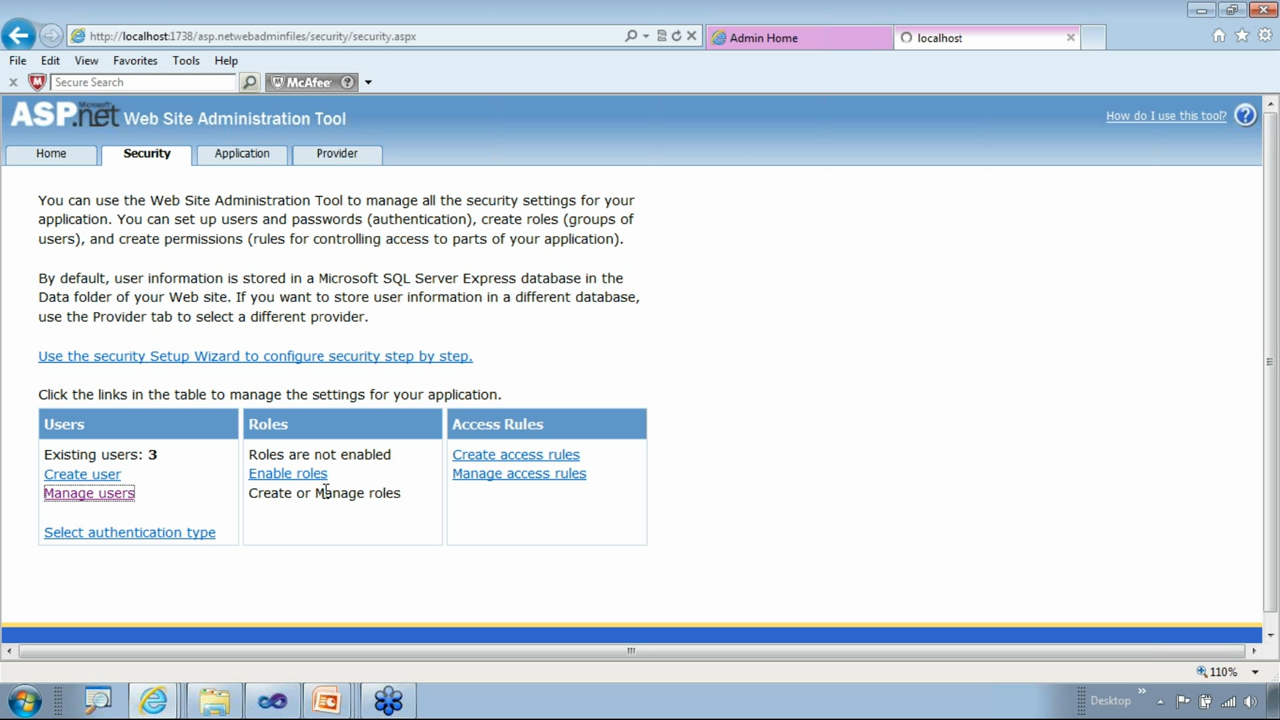 http://localhost:1738/asp.netwebadminfiles/security/security.aspx
Admin Home
localhost
File Edit View Favorites Tools Help
Secure Search
McAfee
Microsoft
ASP.net Web Site Administration Tool
How do I use this tool?
Home Security Application Provider
You can use the Web Site Administration Tool to manage all the security settings for your
application. You can set up users and passwords (authentication), create roles (groups of
users), and create permissions (rules for controlling access to parts of your application).
By default, user information is stored in a Microsoft SQL Server Express database in the
Data folder of your Web site. If you want to store user information in a different database,
use the Provider tab to select a different provider.
Use the security Setup Wizard to configure security step by step.
Click the links in the table to manage the settings for your application.
Users
Existing users: 3
Create user
Manage users
Select authentication type
Roles
Roles are not enabled
Enable roles
Create or Manage roles
Access Rules
Create access rules
Manage access rules
110%
Desktop